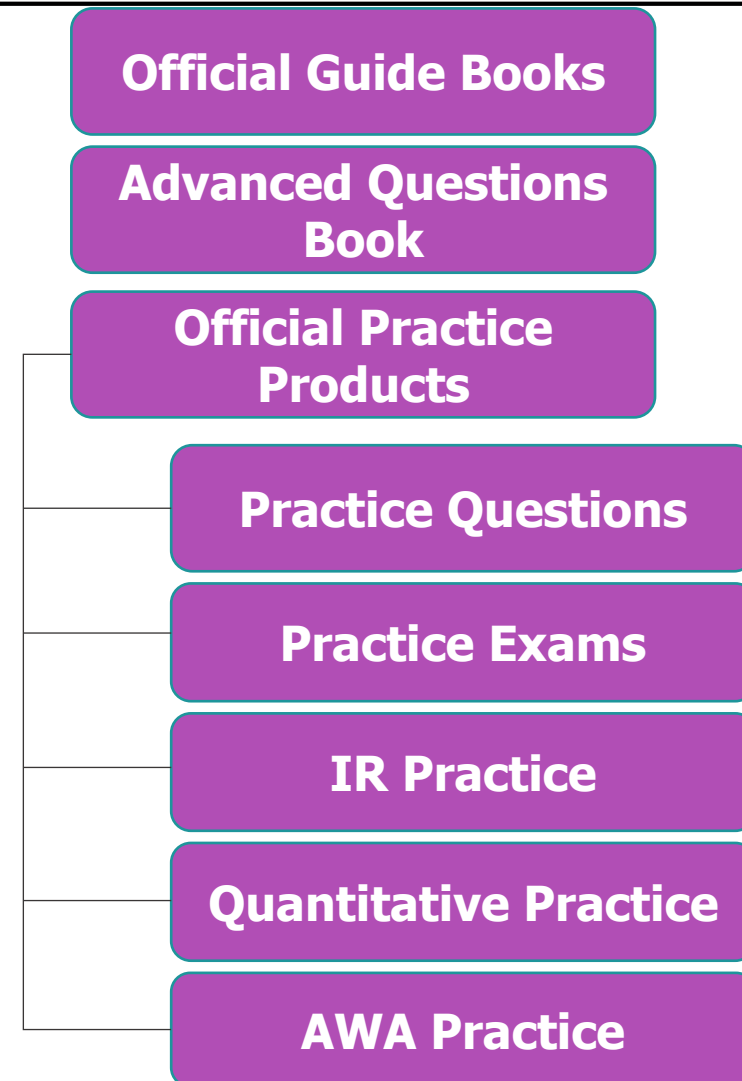 Official Guide Books
Advanced Questions
Book
Official Practice
Products
Practice Questions
Practice Exams
IR Practice
Quantitative Practice
AWA Practice